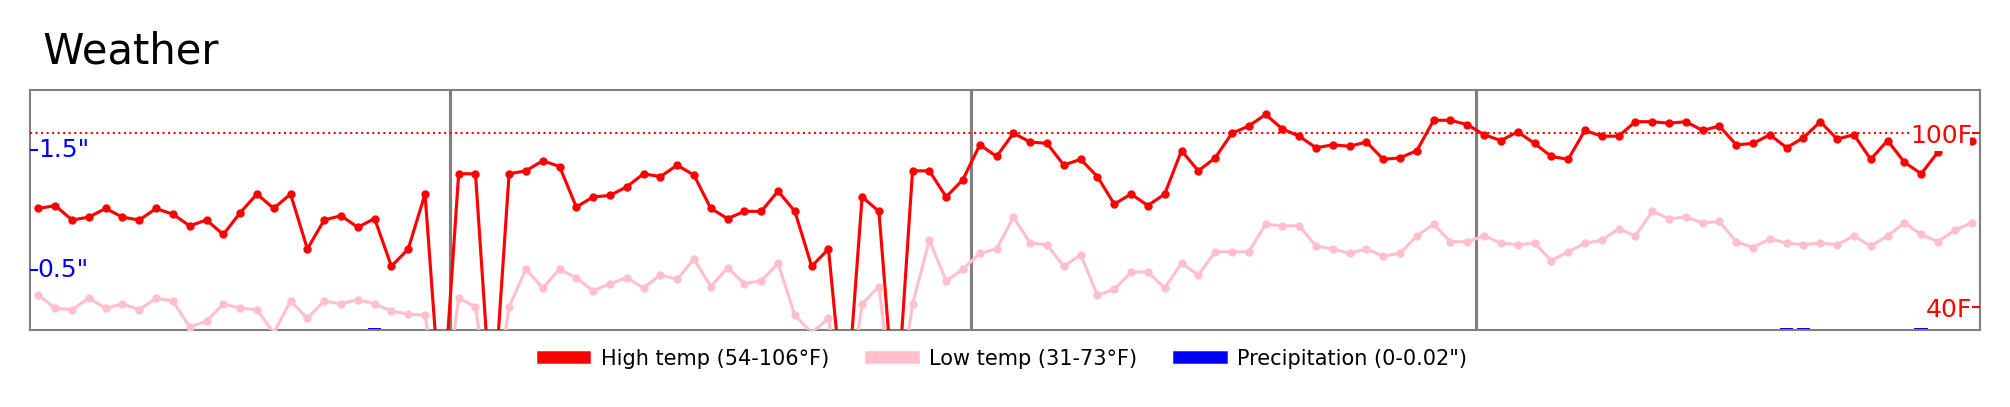 Weather
1.5"
100F
0.5"
40F
High temp (54-106°F)
Low temp (31-73°F)
Precipitation (0-0.02")